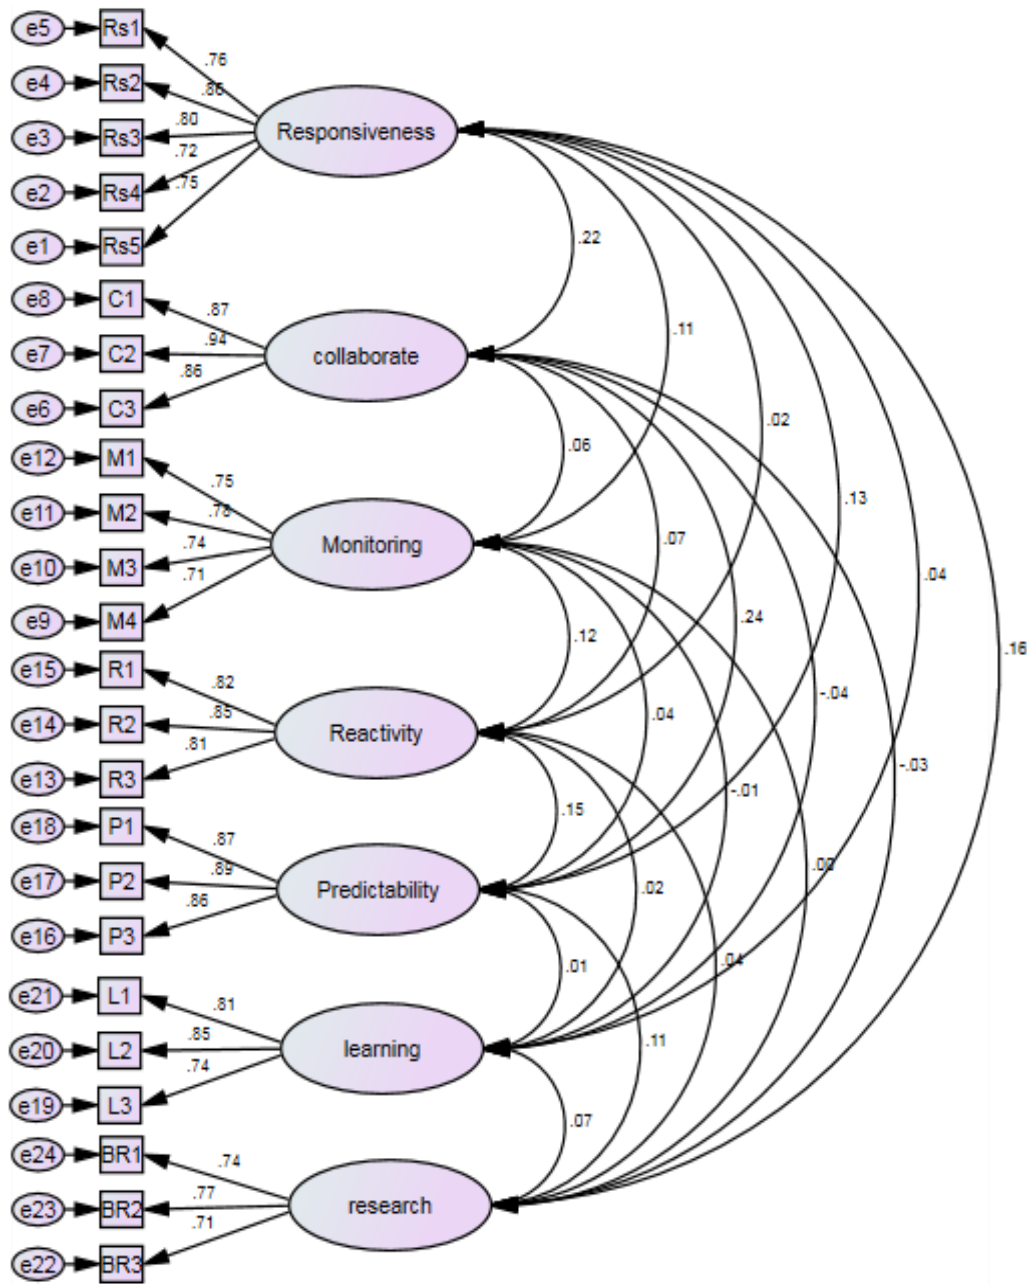 e5 Rs1
.76
e4 Rs2
.86
Responsiveness
e3 Rs3
.80
.72
e2 Rs4
.75
e1 Rs5
.22
e8 C1
.87
.11
e7 C2
.94
collaborate
.86
e6 C3
.02
.06
e12 M1
.75
.13
e11 M2
.78
Monitoring
.07
e10 M3
.74
.04
.71
e9 M4
.24
.12
.16
e15 R1
.82
-.04
e14 R2
.85
Reactivity
.04
.81
-.03
e13 R3
-.01
.15
e18 P1
.87
e17 P2
.89
Predictability
.02
.86
e16 P3
.04
.01
e21 L1
.81
.11
e20 L2
.85
learning
.74
e19 L3
.07
e24 BR1
.74
e23 BR2
.77
research
.71
e22 BR3